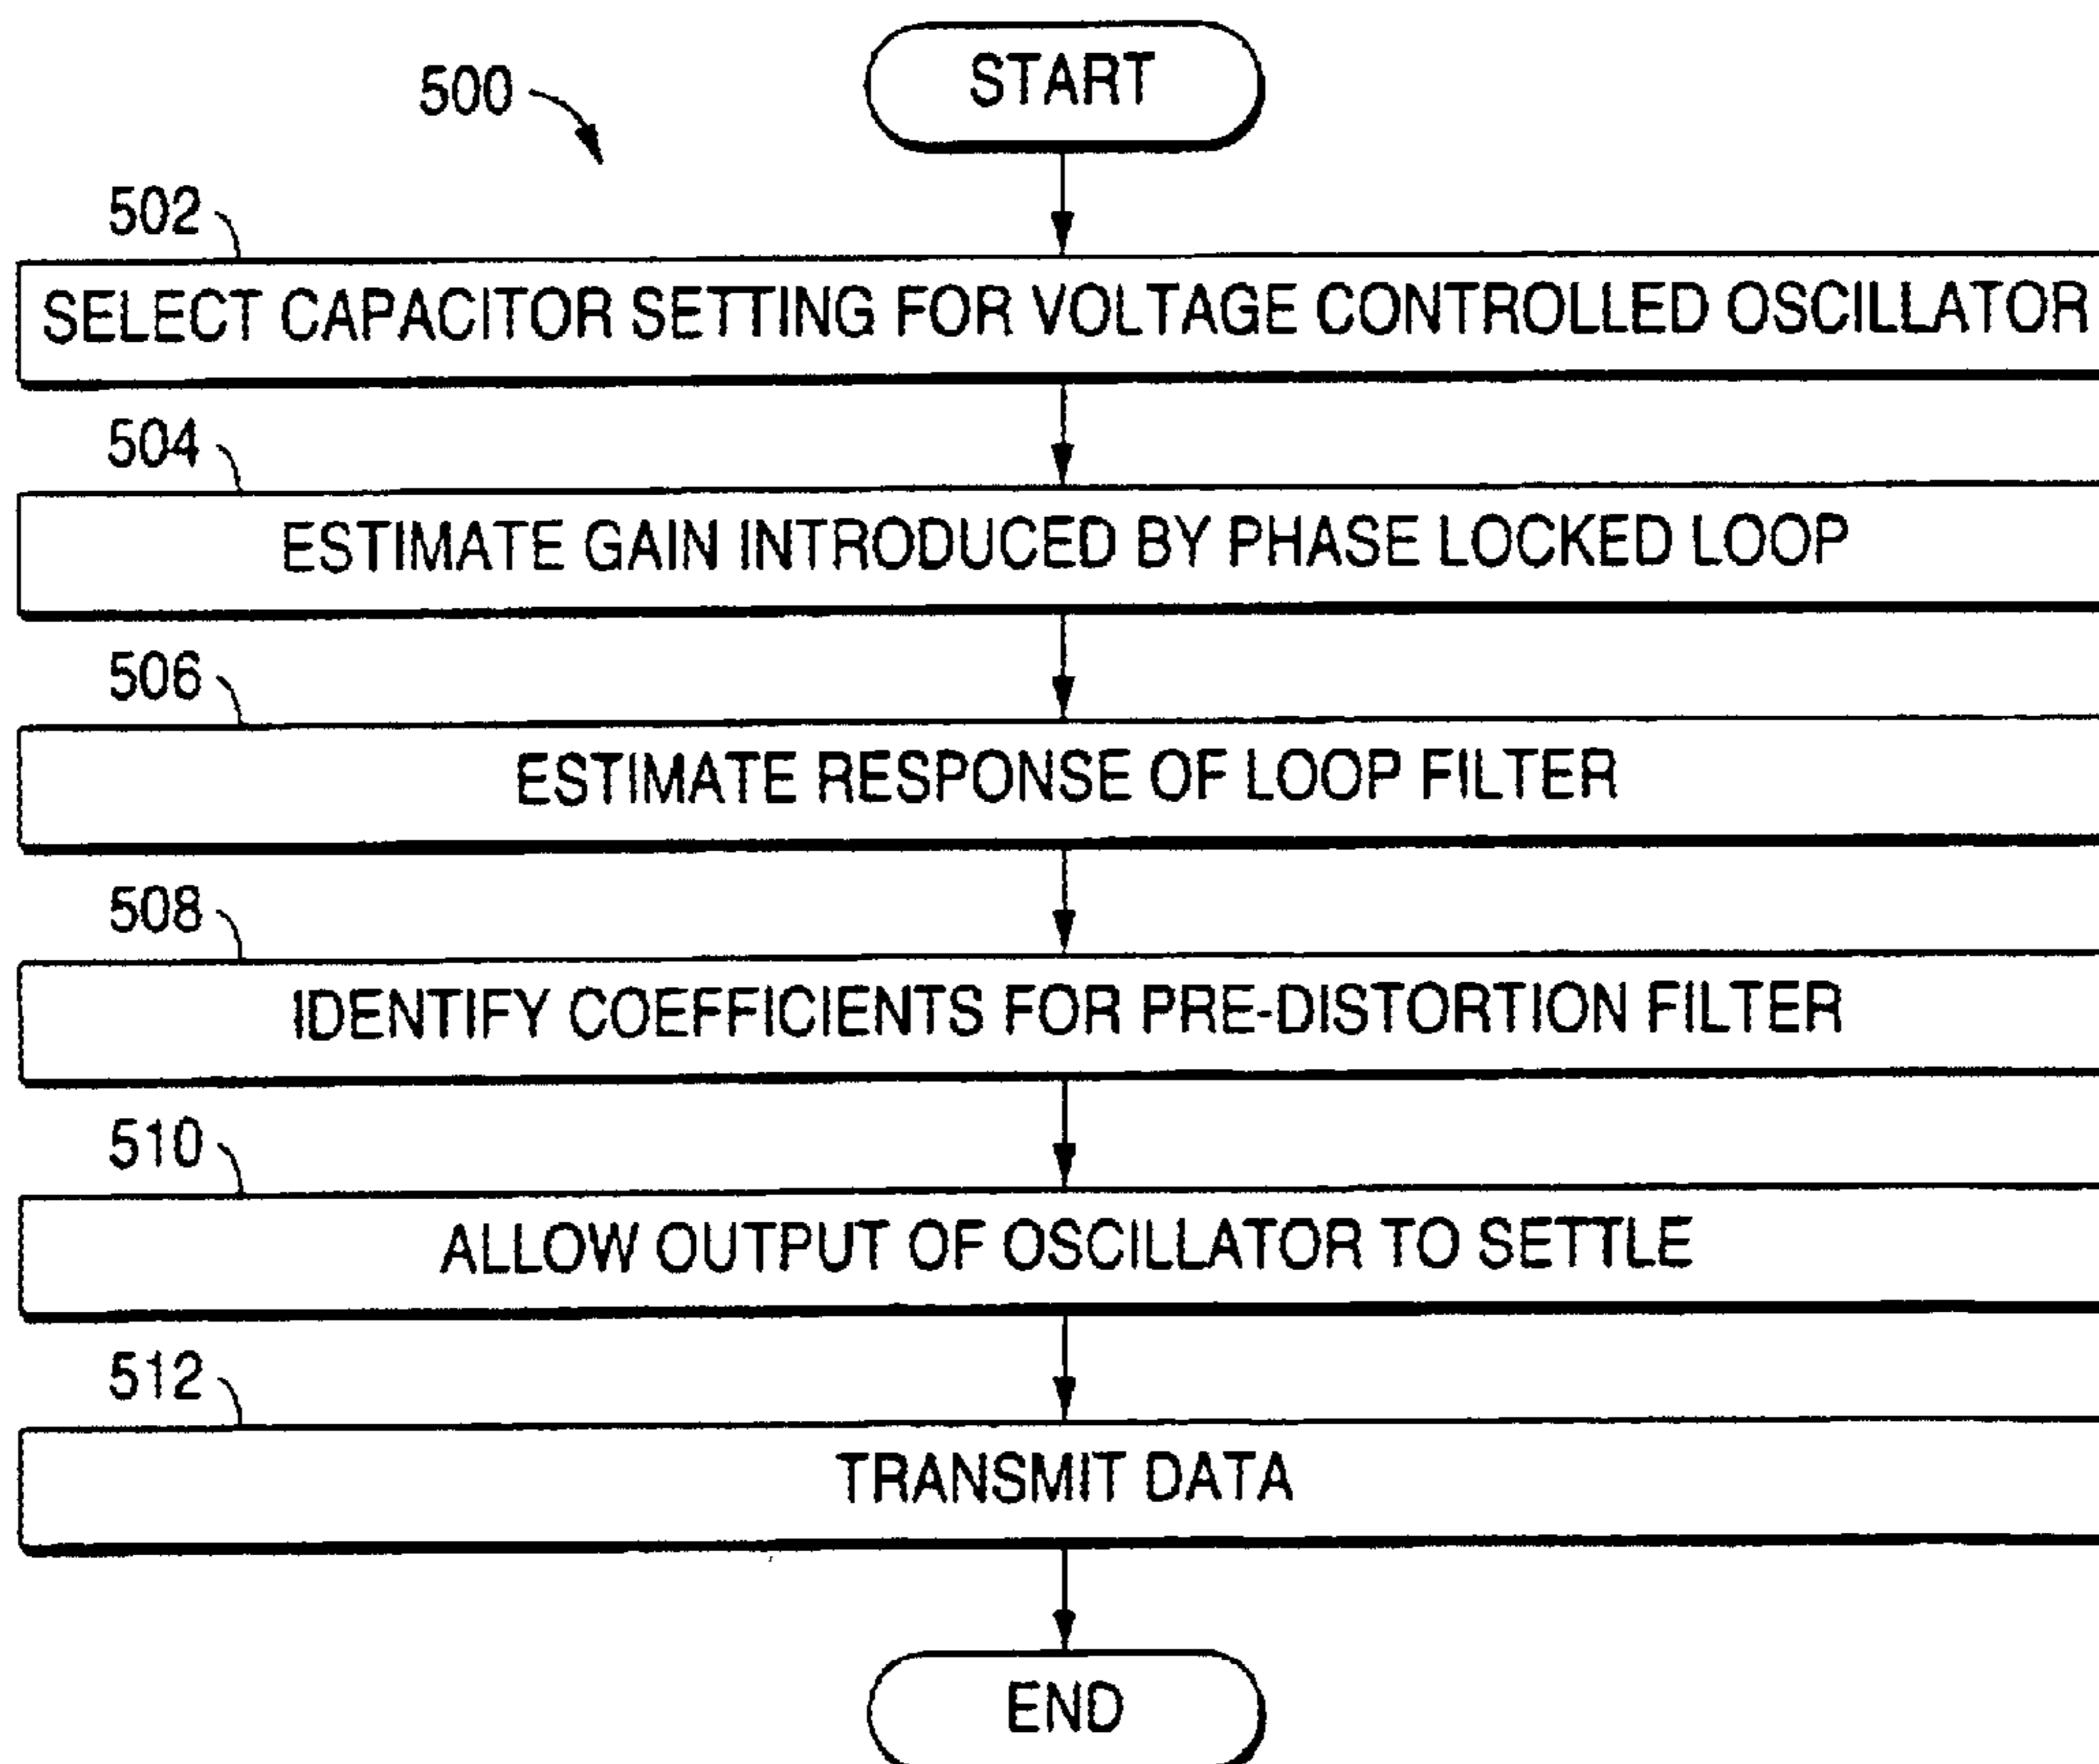 START
500
502
SELECT CAPACITOR SETTING FOR VOLTAGE CONTROLLED OSCILLATOR
504
ESTIMATE GAIN INTRODUCED BY PHASE LOCKED LOOP
506
ESTIMATE RESPONSE OF LOOP FILTER
508
IDENTIFY COEFFICIENTS FOR PRE-DISTORTION FILTER
510
ALLOW OUTPUT OF OSCILLATOR TO SETTLE
512
TRANSMIT DATA
END